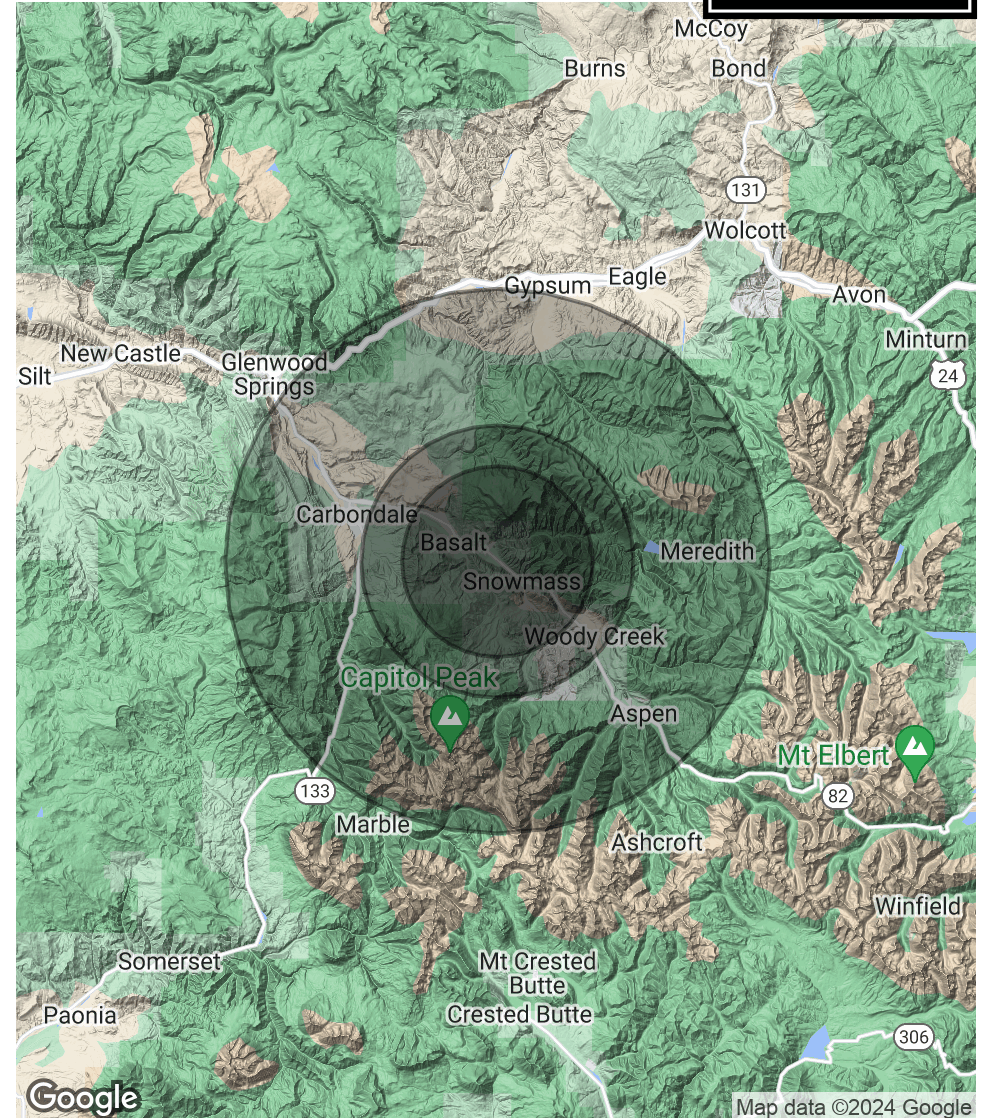 McCoy
Burns
Bond
131
Wolcott
Gypsum
Eagle
Avon
Minturn
New Castle
Glenwood
Springs
Silt
24
Carbondale
Basalt
Meredith
Snowmass
Woody Creek
Capitol Peak
Aspen
Mt Elbert
133
82
Marble
Ashcroft
Winfield
Somerset
Mt Crested
Butte
Paonia
Crested Butte
306
Google
Map data ©2024 Google